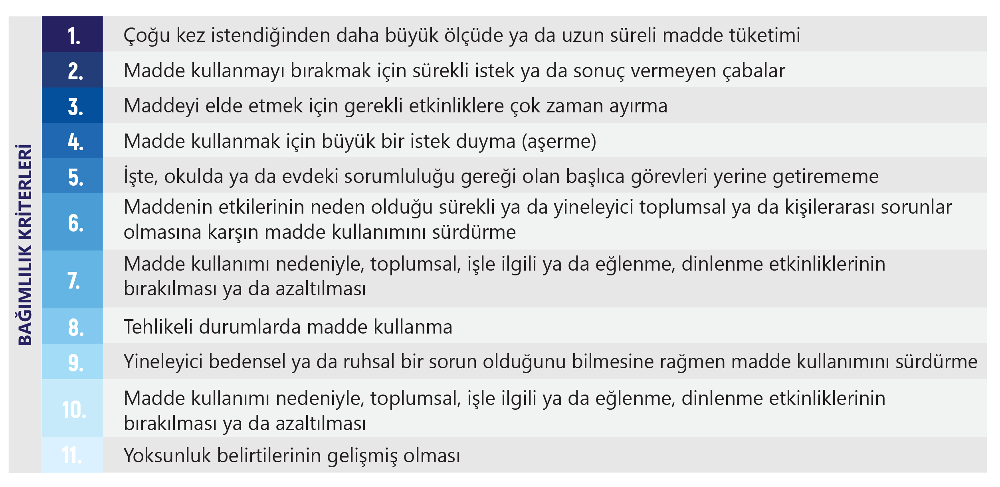 BAĞIMLILIK KRİTERLERİ
1. Çoğu kez istendiğinden daha büyük ölçüde ya da uzun süreli madde tüketimi
2. Madde kullanmayı bırakmak için sürekli istek ya da sonuç vermeyen çabalar
3. Maddeyi elde etmek için gerekli etkinliklere çok zaman ayırma
4. Madde kullanmak için büyük bir istek duyma (aşerme)
5. İşte, okulda ya da evdeki sorumluluğu gereği olan başlıca görevleri yerine getirememe
6. Maddenin etkilerinin neden olduğu sürekli ya da yineleyici toplumsal ya da kişilerarası sorunlar
olmasına karşın madde kullanımını sürdürme
7. Madde kullanımı nedeniyle, toplumsal, işle ilgili ya da eğlenme, dinlenme etkinliklerinin
bırakılması ya da azaltılması
8. Tehlikeli durumlarda madde kullanma
9. Yineleyici bedensel ya da ruhsal bir sorun olduğunu bilmesine rağmen madde kullanımını sürdürme
10. Madde kullanımı nedeniyle, toplumsal, işle ilgili ya da eğlenme, dinlenme etkinliklerinin
bırakılması ya da azaltılması
11. Yoksunluk belirtilerinin gelişmiş olması